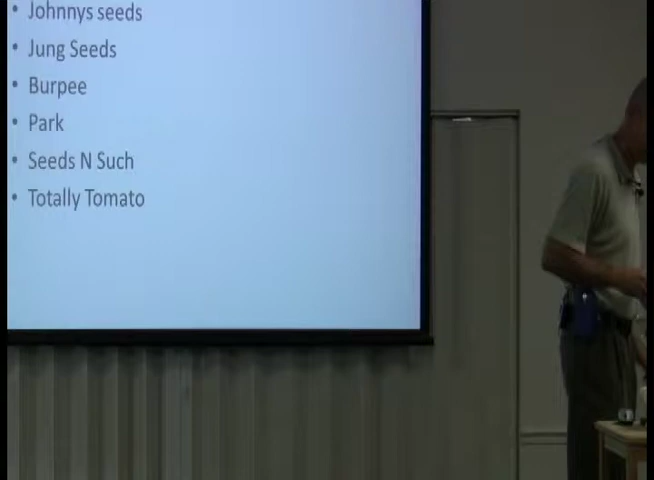 • Johnnys seeds
• Jung Seeds
• Burpee
• Park
• Seeds N Such
• Totally Tomato